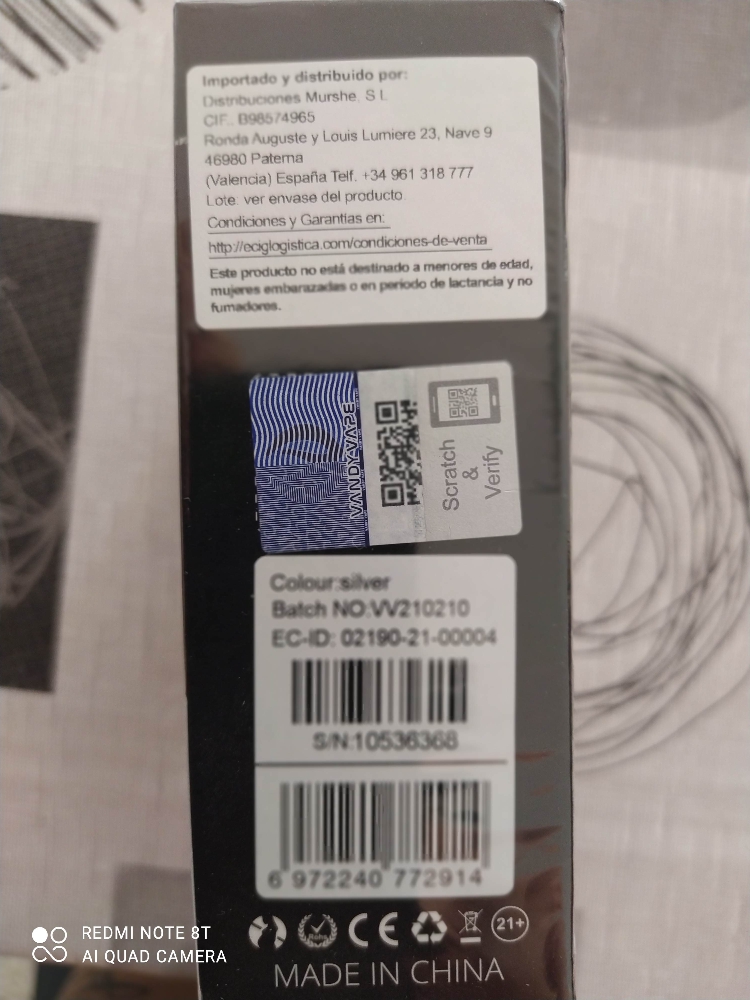 Importado y distribuido por:
Distribuciones Murshe. S L
CIF.. B98574965
Ronda Auguste y Louis Lumiere 23, Nave 9
46980 Paterna
(Valencia) España Telf. +34 961 318 777
Lote: ver envase del producto.
Condiciones y Garantias en:
http://eciglogistica.com/condiciones-de-venta
Este producto no está destinado a menores de edad,
mujeres embarazadas o en periodo de lactancia y no
fumadores.
VANDY VAPE
Scratch
&
Verify
Colour:silver
Batch NO:VV210210
EC-ID: 02190-21-00004
S/N:10536368
6 972240 772914
RoHS
CE
21+
MADE IN CHINA
REDMI NOTE 8T
AI QUAD CAMERA